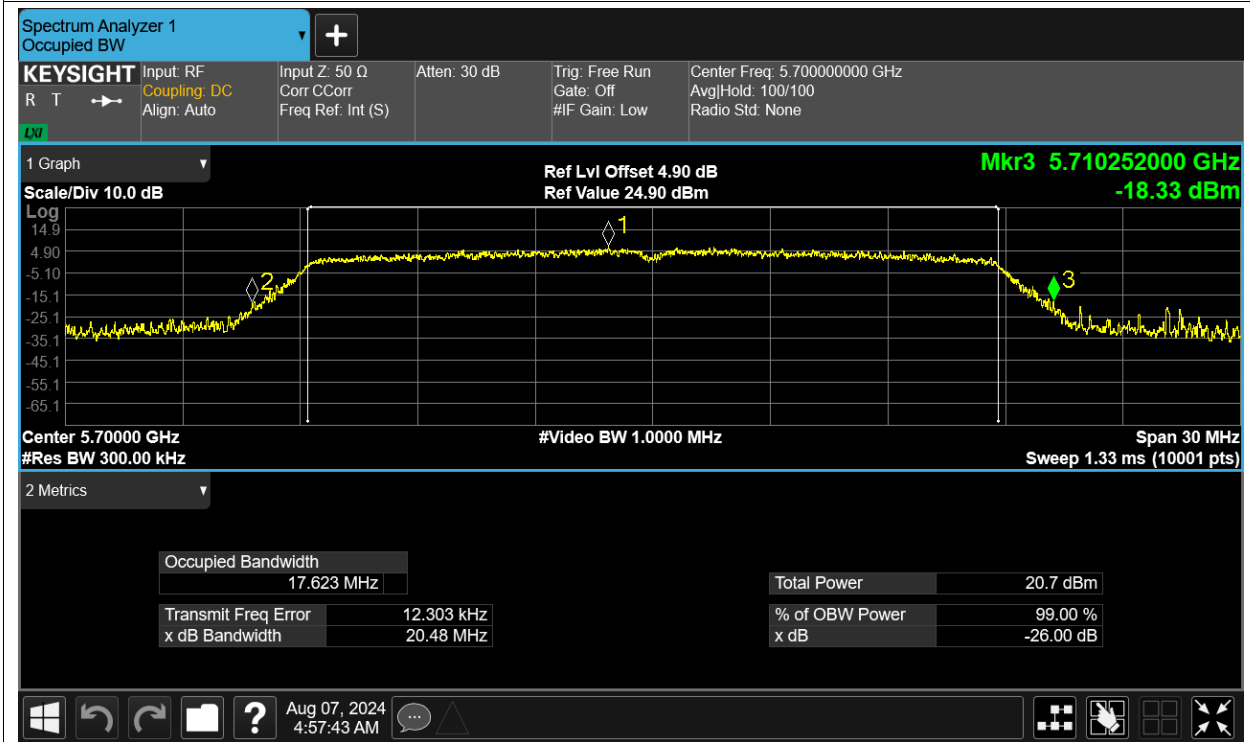 Spectrum Analyzer 1
Occupied BW
+
KEYSIGHT
R T
LXI
Input: RF
Coupling: DC
Align: Auto
Input Z: 50 Ω
Corr CCorr
Freq Ref: Int (S)
Atten: 30 dB
Trig: Free Run
Gate: Off
#IF Gain: Low
Center Freq: 5.700000000 GHz
Avg|Hold: 100/100
Radio Std: None
1 Graph
Scale/Div 10.0 dB
Ref Lvl Offset 4.90 dB
Ref Value 24.90 dBm
Mkr3 5.710252000 GHz
-18.33 dBm
Log
14.9
4.90
-5.10
-15.1
-25.1
-35.1
-45.1
-55.1
-65.1
1
2
3
Center 5.70000 GHz
#Video BW 1.0000 MHz
Span 30 MHz
#Res BW 300.00 kHz
Sweep 1.33 ms (10001 pts)
2 Metrics
Occupied Bandwidth
17.623 MHz
Transmit Freq Error 12.303 kHz
x dB Bandwidth 20.48 MHz
Total Power 20.7 dBm
% of OBW Power 99.00 %
x dB -26.00 dB
?
Aug 07, 2024
4:57:43 AM